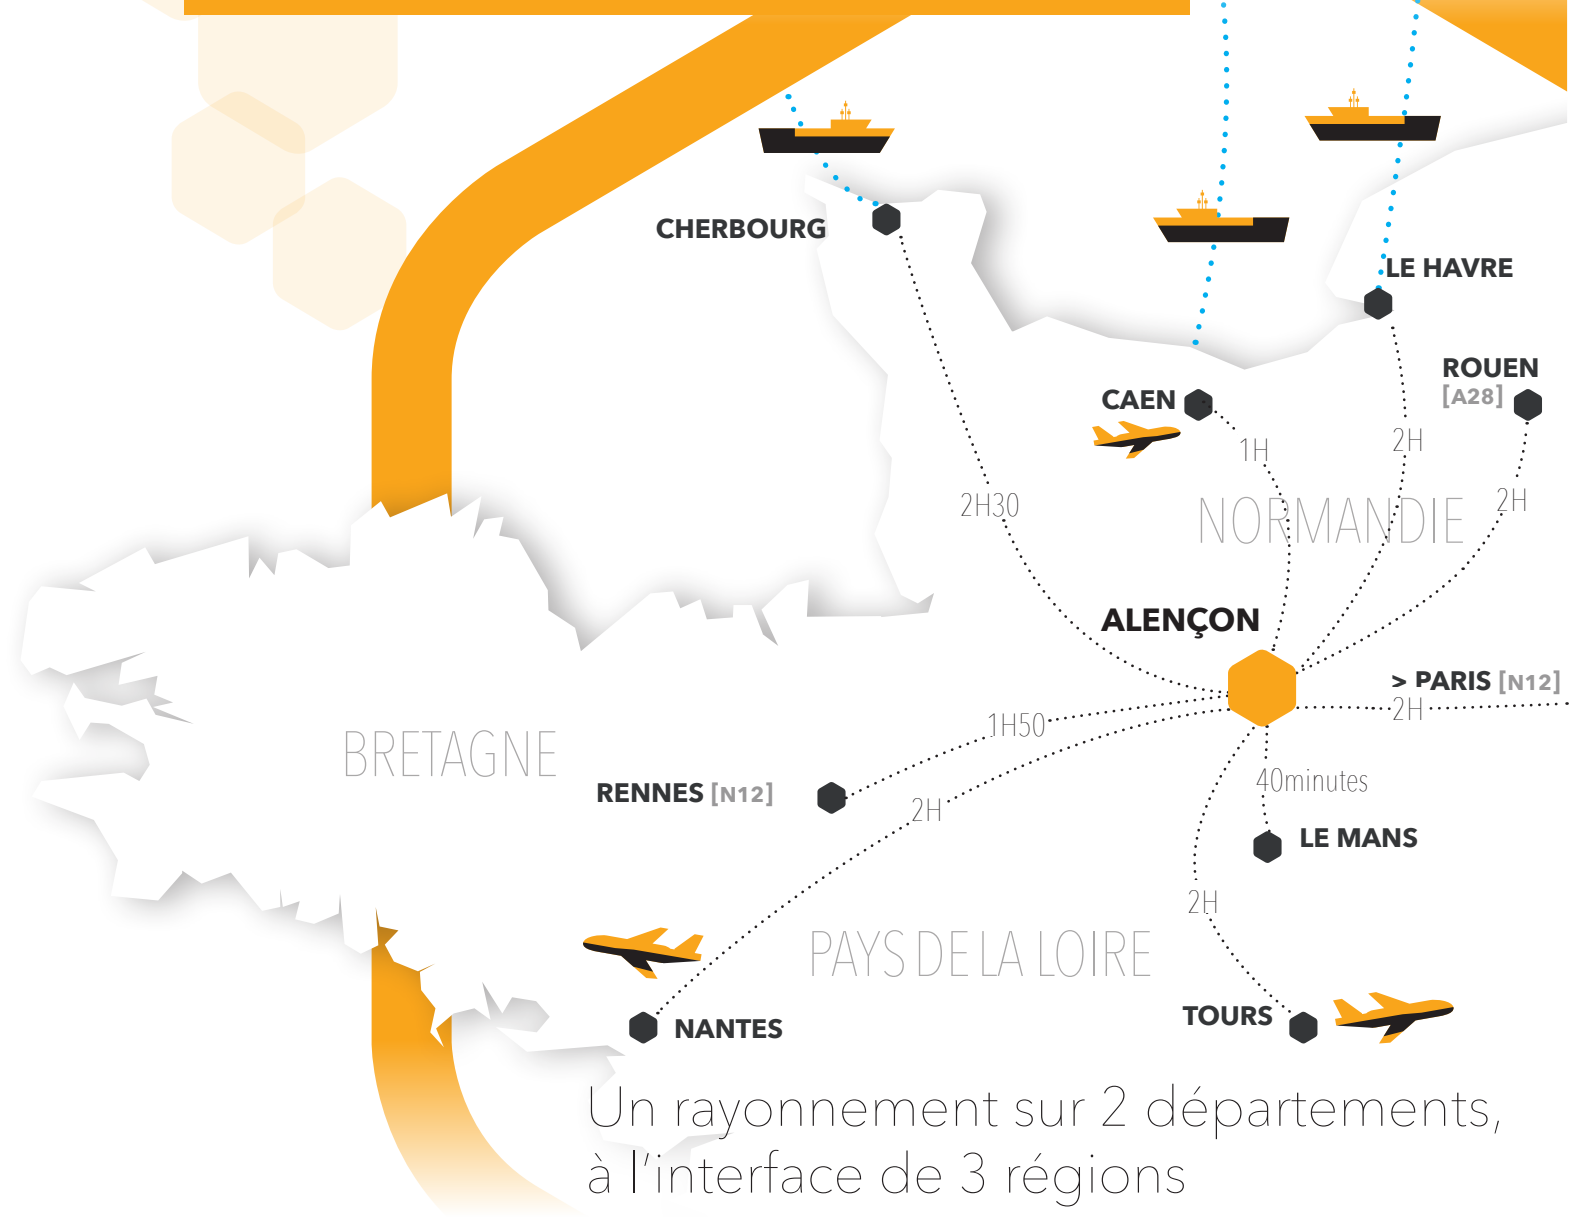 CHERBOURG
LE HAVRE
ROUEN
[A28]
CAEN
1H
2H
2H30
2H
NORMANDIE
ALENÇON
> PARIS [N12]
2H
1H50
BRETAGNE
RENNES [N12]
40minutes
2H
LE MANS
2H
PAYS DE LA LOIRE
TOURS
NANTES
Un rayonnement sur 2 départements,
à l'interface de 3 régions